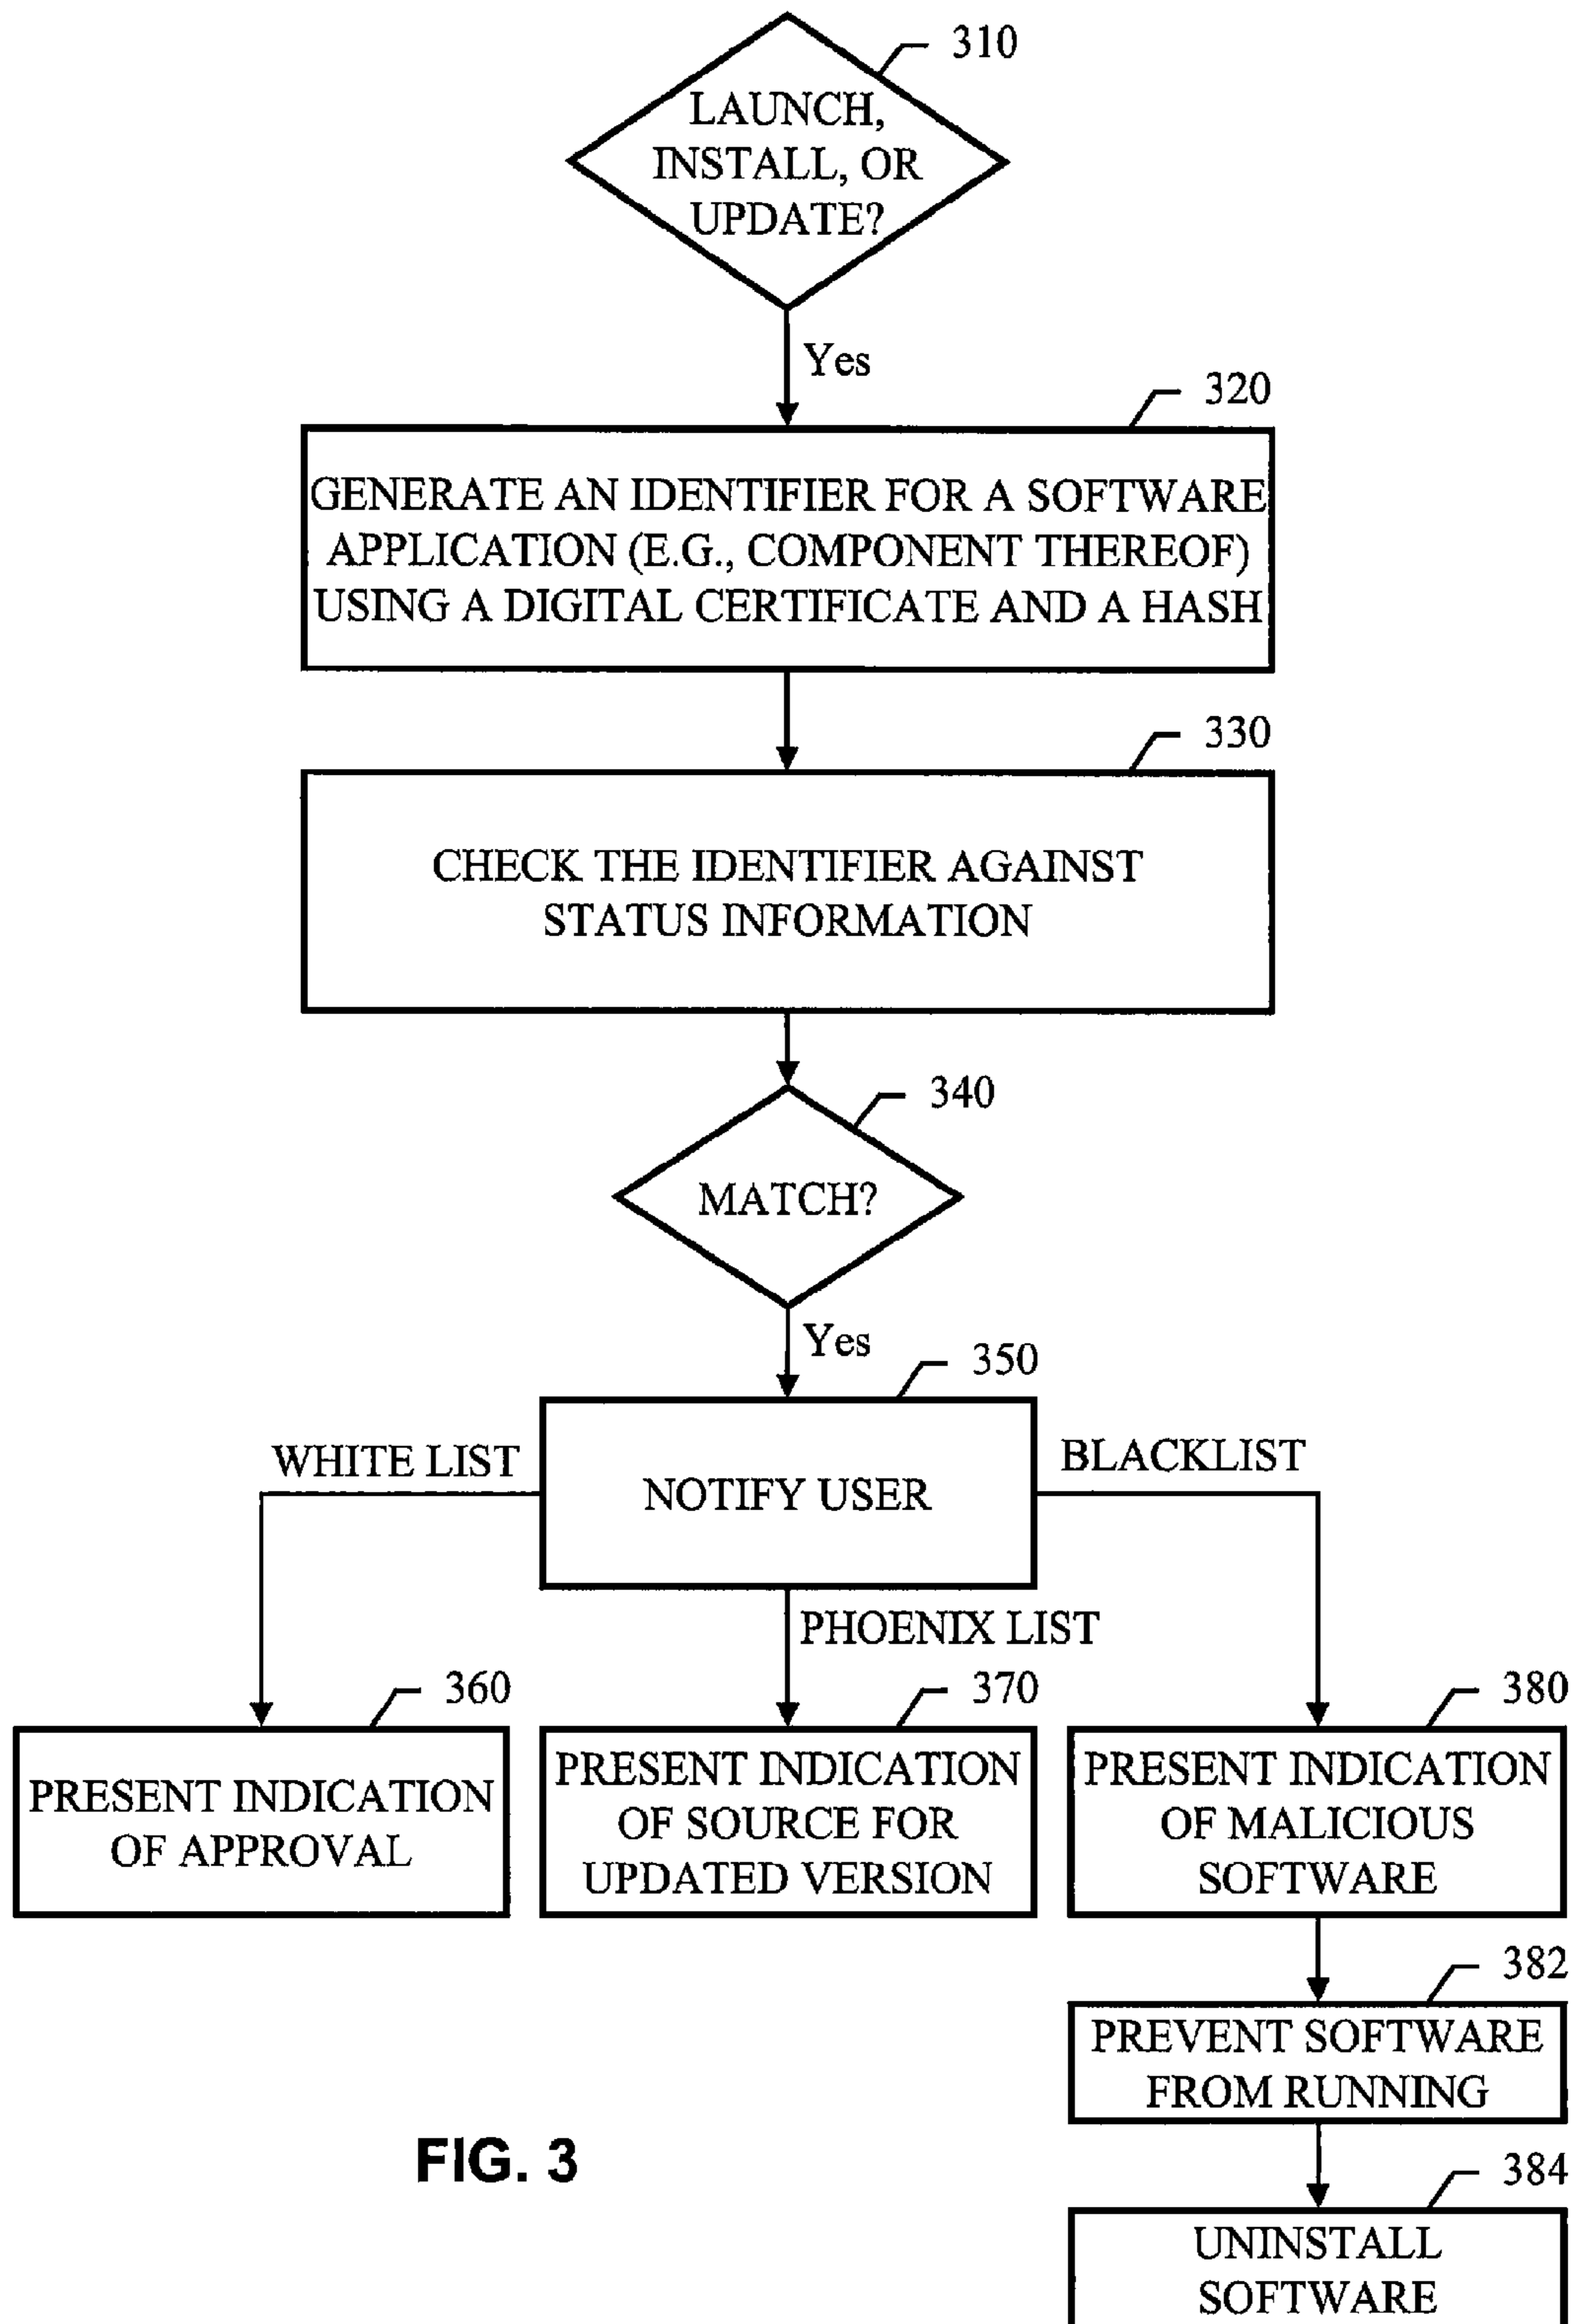 310
LAUNCH,
INSTALL, OR
UPDATE?
Yes
320
GENERATE AN IDENTIFIER FOR A SOFTWARE
APPLICATION (E.G., COMPONENT THEREOF)
USING A DIGITAL CERTIFICATE AND A HASH
330
CHECK THE IDENTIFIER AGAINST
STATUS INFORMATION
340
MATCH?
Yes
350
NOTIFY USER
WHITE LIST
BLACKLIST
PHOENIX LIST
360
PRESENT INDICATION
OF APPROVAL
370
PRESENT INDICATION
OF SOURCE FOR
UPDATED VERSION
380
PRESENT INDICATION
OF MALICIOUS
SOFTWARE
382
PREVENT SOFTWARE
FROM RUNNING
384
UNINSTALL
SOFTWARE
FIG. 3